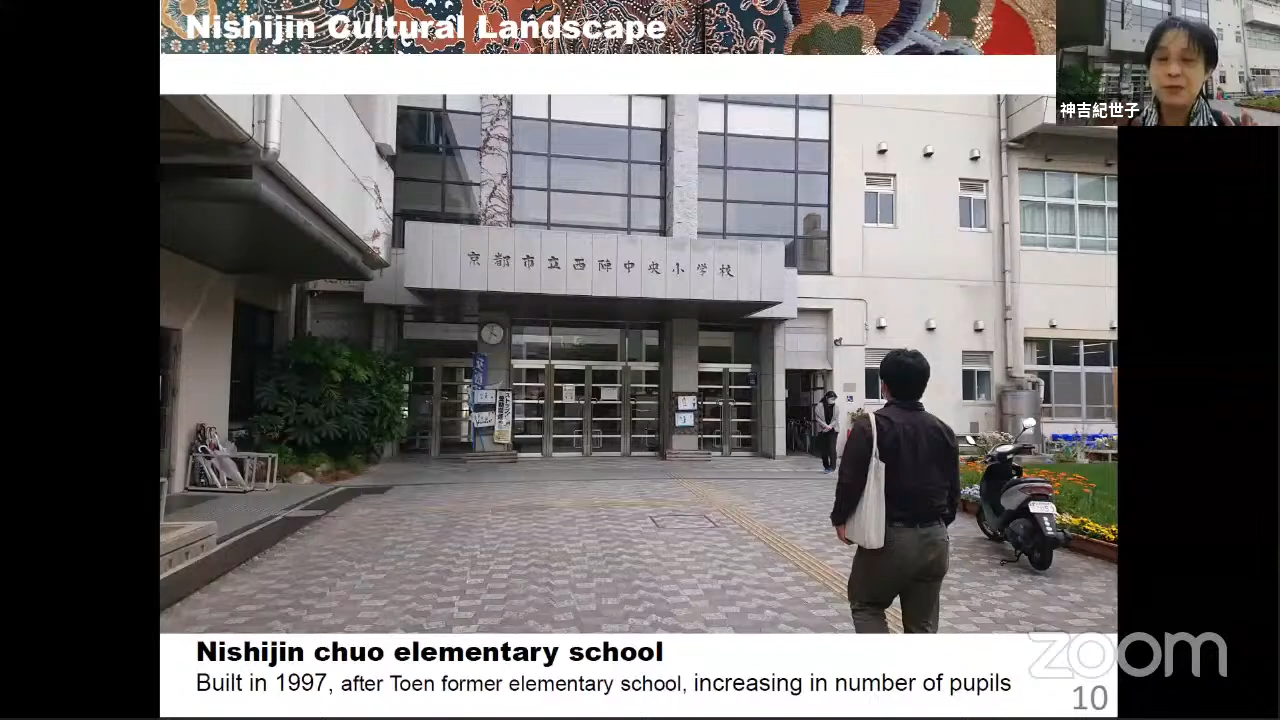 Nishijin Cultural Landscape
神吉紀世子
京都市立西陣中央小学校
Nishijin chuo elementary school
Built in 1997, after Toen former elementary school, increasing in number of pupils
zoom
10